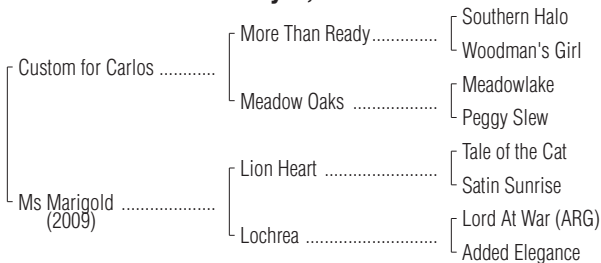 Southern Halo
More Than Ready..............
Woodman's Girl
Custom for Carlos ............
Meadowlake
Meadow Oaks ..................
Peggy Slew
Tale of the Cat
Lion Heart ........................
Satin Sunrise
Ms Marigold ....................
(2009)
Lord At War (ARG)
Lochrea ............................
Added Elegance